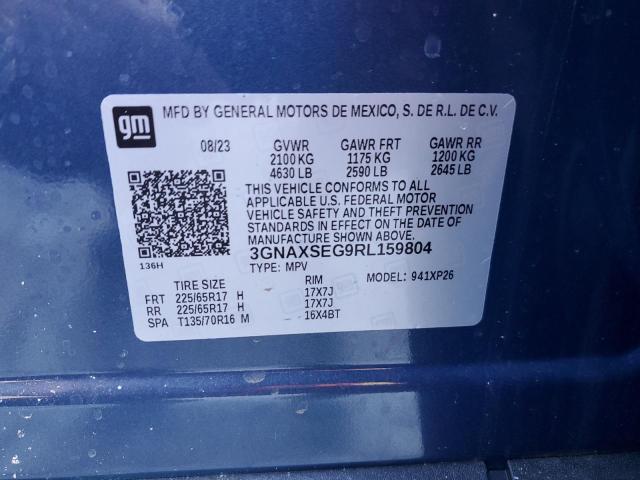 gm MFD BY GENERAL MOTORS DE MEXICO, S. DE R.L. DE C.V.
08/23 GVWR GAWR FRT GAWR RR
2100 KG 1175 KG 1200 KG
4630 LB 2590 LB 2645 LB
THIS VEHICLE CONFORMS TO ALL
APPLICABLE U.S. FEDERAL MOTOR
VEHICLE SAFETY AND THEFT PREVENTION
STANDARDS IN EFFECT ON THE DATE OF
MANUFACTURE SHOWN ABOVE.
3GNAXSEG9RL159804
136H TYPE: MPV 941XP26
TIRE SIZE RIM
FRT 225/65R17 H 17X7J
RR 225/65R17 H 17X7J
SPA T135/70R16 M 16X4BT